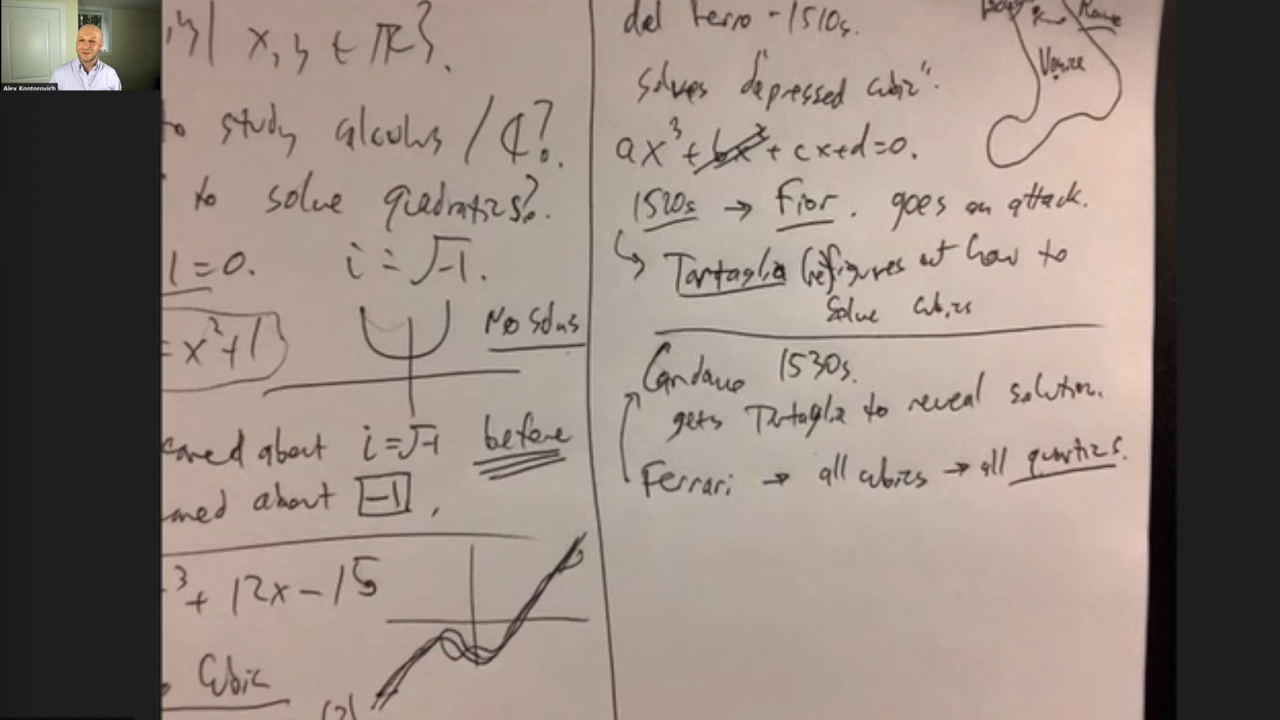 Alex Kontorovich
x, y ∈ ℝ}.
to study calculus / ℂ?
to solve quadratics?
1=0. i = √-1.
= x²+1 No solns
cared about i=√-1 before
cared about -1,
³+ 12x-15
Cubic
del Ferro - 1510s.
solves "depressed cubic".
ax³+bx²+cx+d=0.
1520s → Fior. goes on attack.
↳ Tartaglia (re)figures out how to
solve cubics
Cardano 1530s.
gets Tartaglia to reveal solution.
Ferrari → all cubics → all quartics.
Rome
Venice